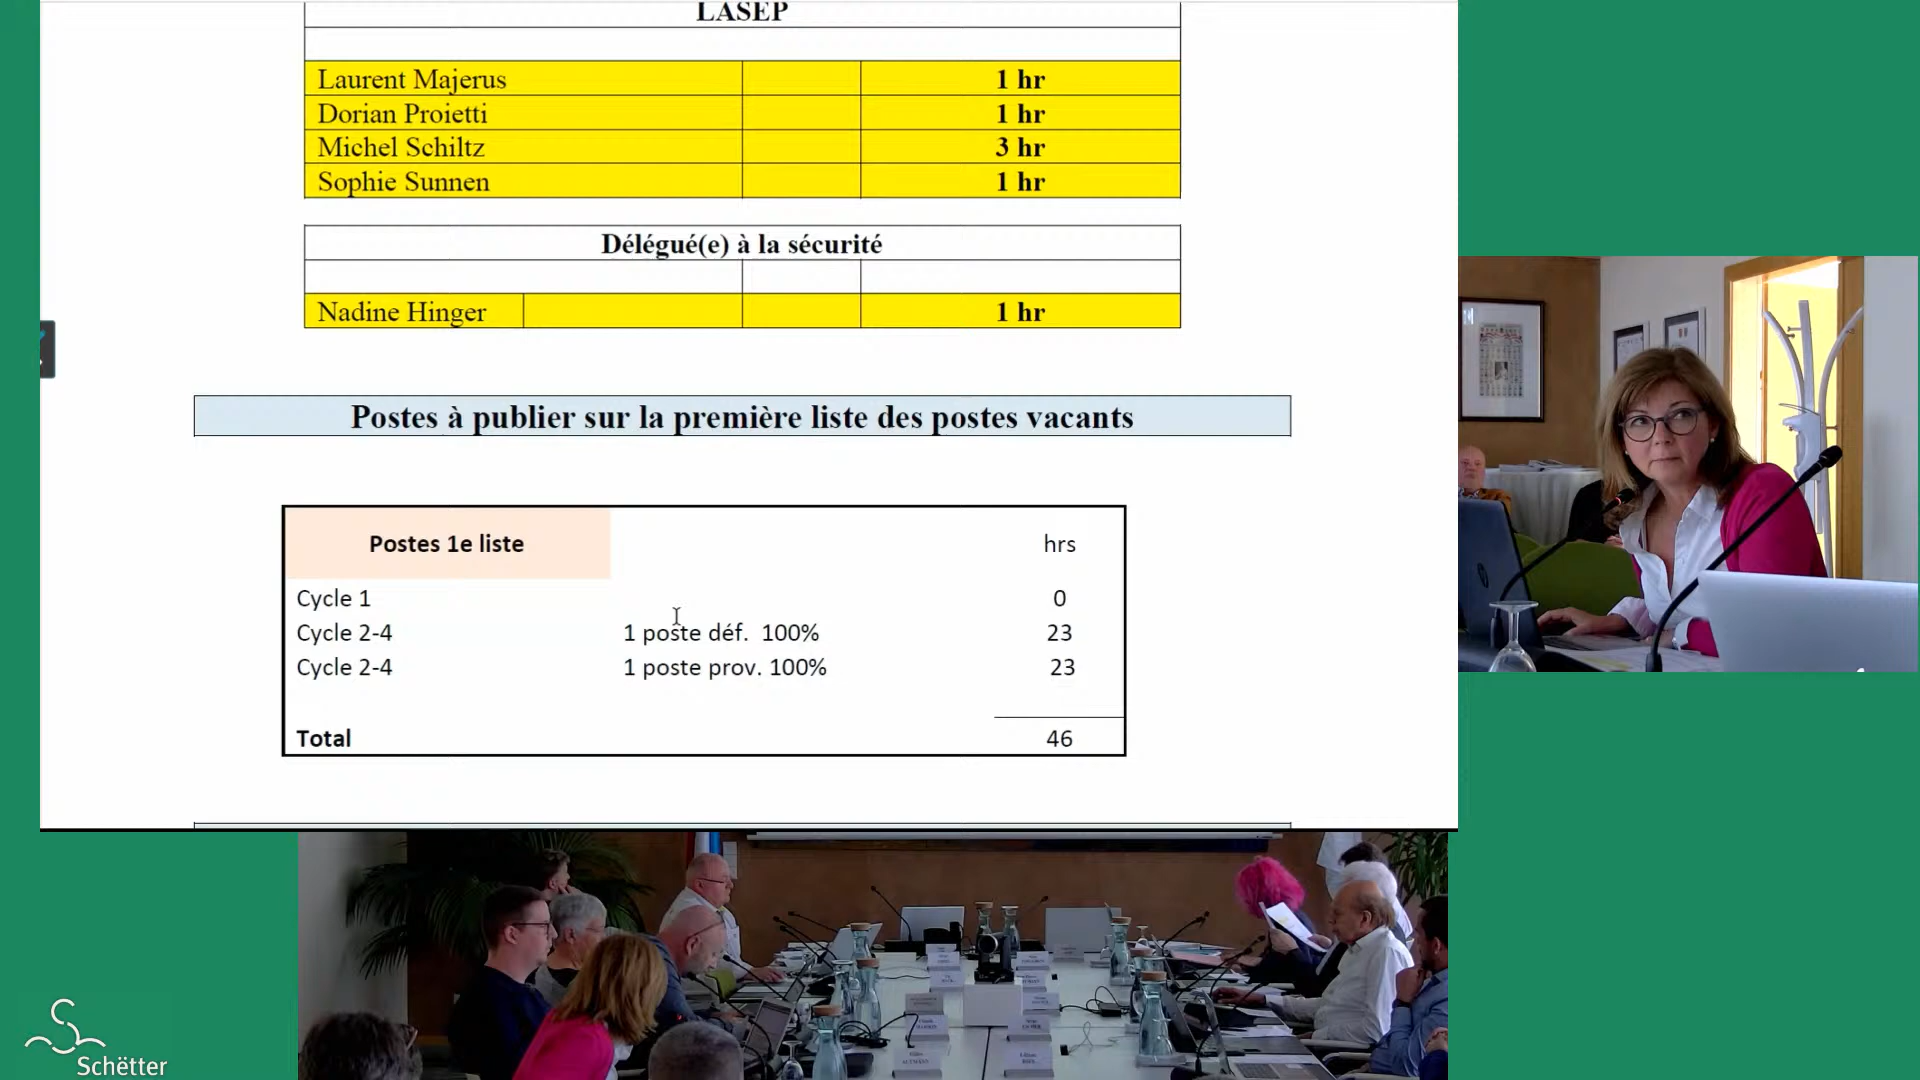 LASEP
Laurent Majerus 1 hr
Dorian Proietti 1 hr
Michel Schiltz 3 hr
Sophie Sunnen 1 hr
Délégué(e) à la sécurité
Nadine Hinger 1 hr
Postes à publier sur la première liste des postes vacants
Postes 1e liste hrs
Cycle 1 0
Cycle 2-4 1 poste déf. 100% 23
Cycle 2-4 1 poste prov. 100% 23
Total 46
Schëtter